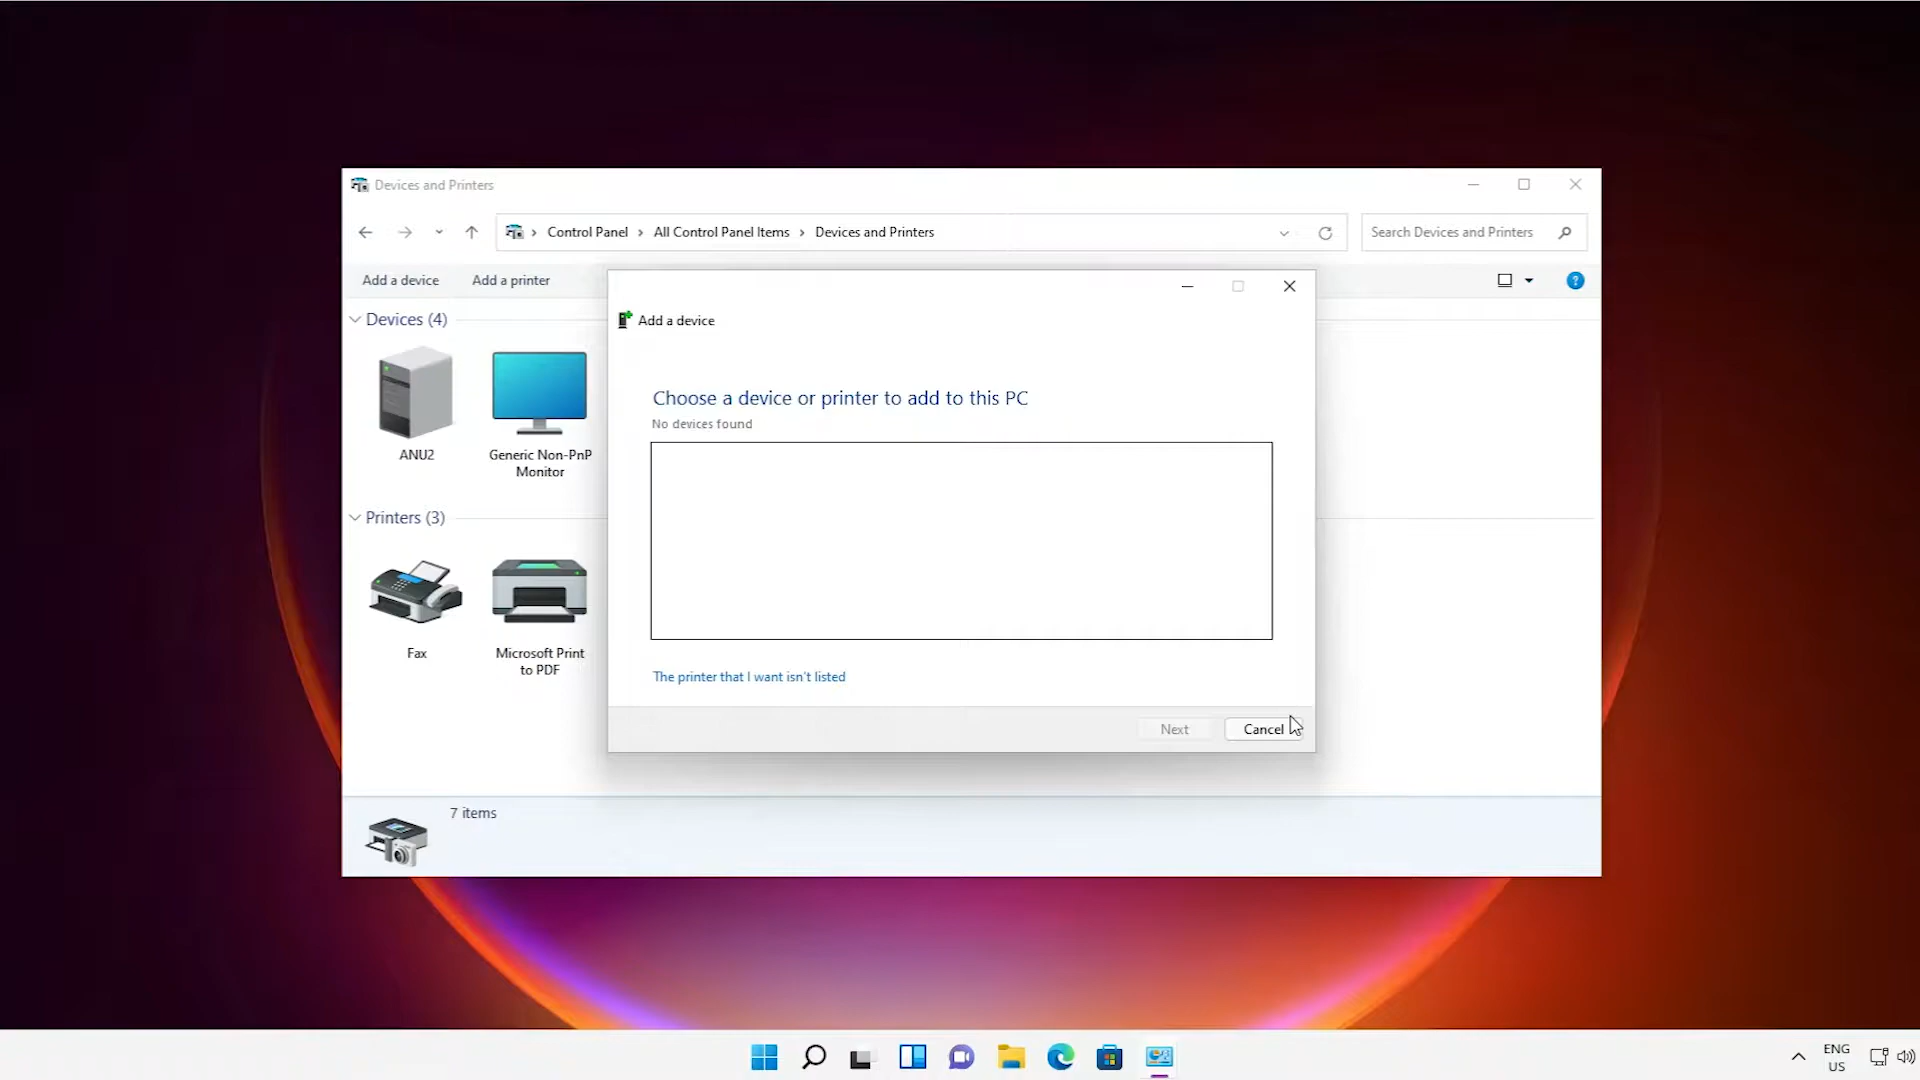 Devices and Printers
Control Panel > All Control Panel Items > Devices and Printers
Search Devices and Printers
Add a device
Add a printer
?
Add a device
Devices (4)
ANU2
Generic Non-PnP
Monitor
Printers (3)
Fax
Microsoft Print
to PDF
Choose a device or printer to add to this PC
No devices found
The printer that I want isn't listed
Next
Cancel
7 items
ENG
US